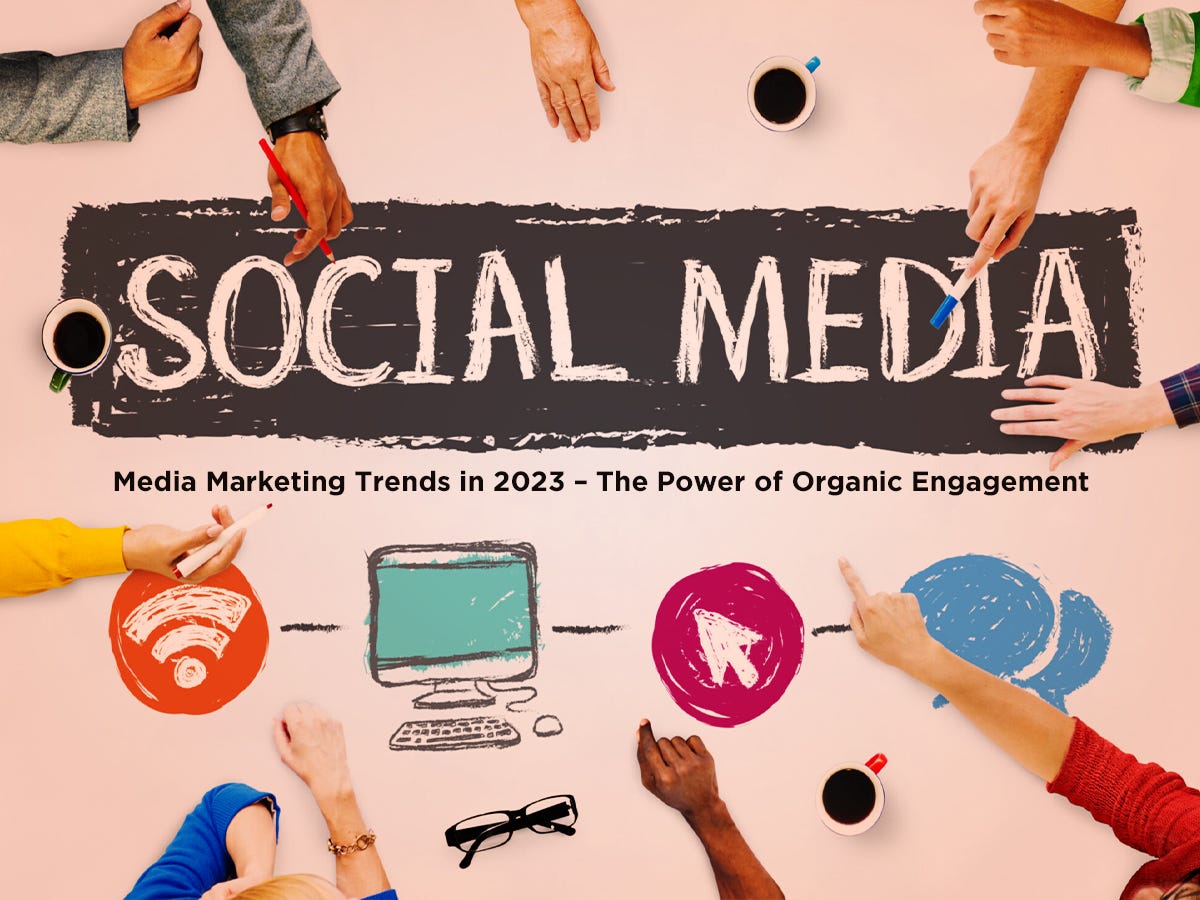 SOCIAL MEDIA
Media Marketing Trends in 2023 – The Power of Organic Engagement